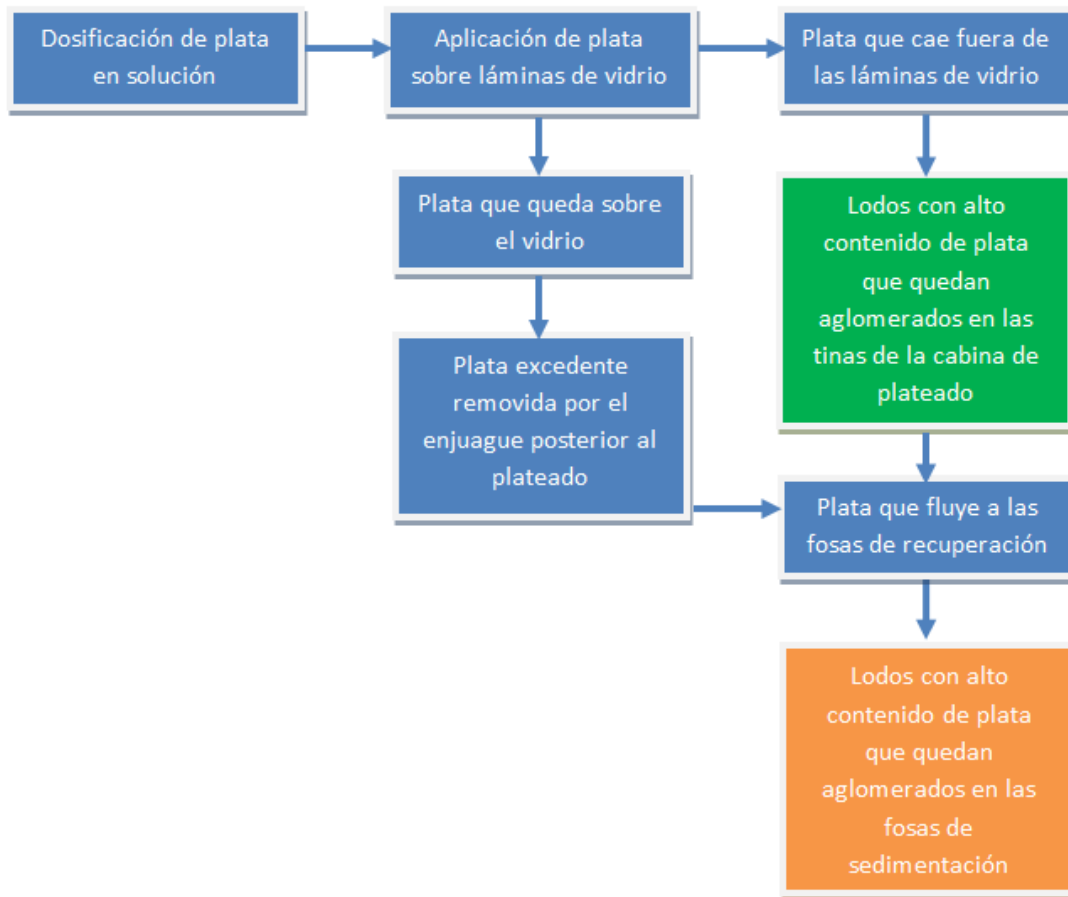 Dosificación de plata
en solución
Aplicación de plata
sobre láminas de vidrio
Plata que cae fuera de
las láminas de vidrio
Plata que queda sobre
el vidrio
Lodos con alto
contenido de plata
que quedan
aglomerados en las
tinas de la cabina de
plateado
Plata excedente
removida por el
enjuague posterior al
plateado
Plata que fluye a las
fosas de recuperación
Lodos con alto
contenido de plata
que quedan
aglomerados en las
fosas de
sedimentación